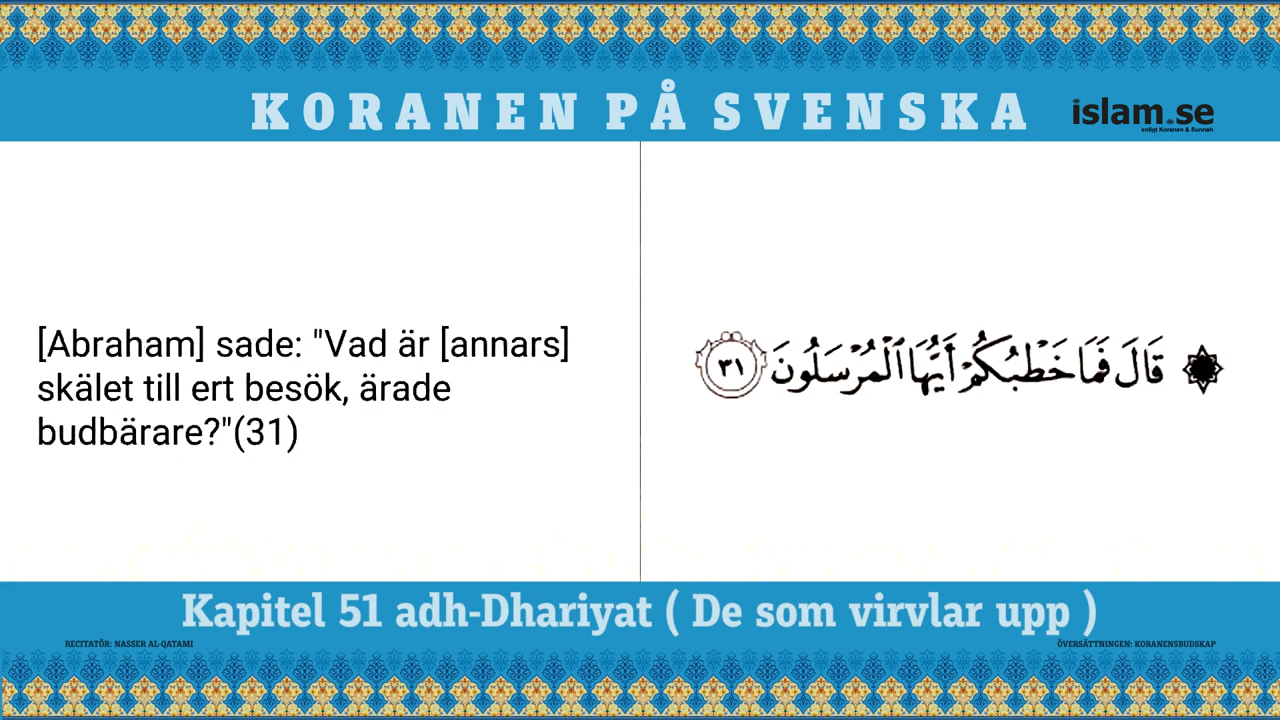 KORANEN PÅ SVENSKA
islam.se
enligt Koranen & Sunnah
[Abraham] sade: "Vad är [annars]
skälet till ert besök, ärade
budbärare?"(31)
۞ قَالَ فَمَا خَطْبُكُمْ أَيُّهَا ٱلْمُرْسَلُونَ ٣١
Kapitel 51 adh-Dhariyat ( De som virvlar upp )
RECITATÖR: NASSER AL-QATAMI
ÖVERSÄTTNINGEN: KORANENSBUDSKAP